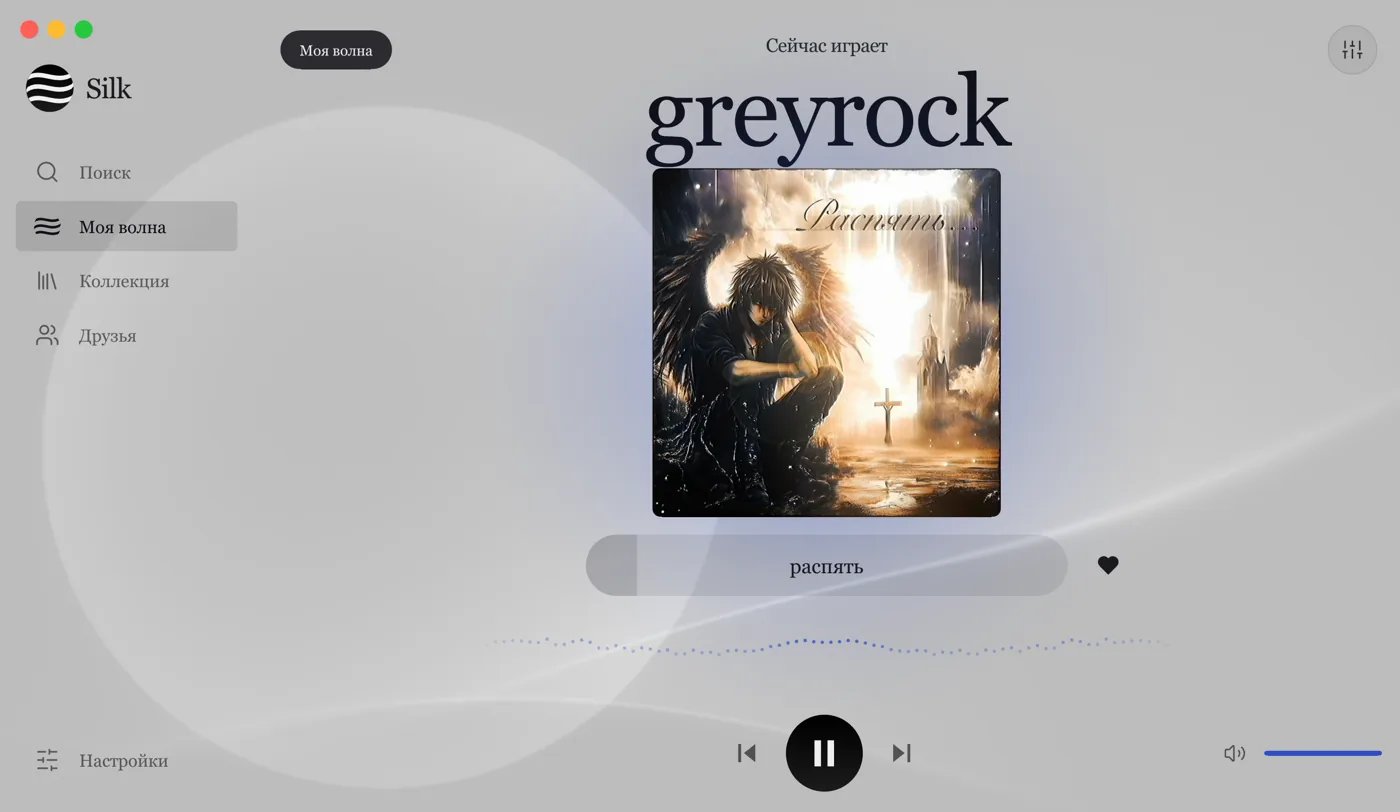 Silk
Поиск
Моя волна
Коллекция
Друзья
Настройки
Моя волна
Сейчас играет
greyrock
Распять...
распять